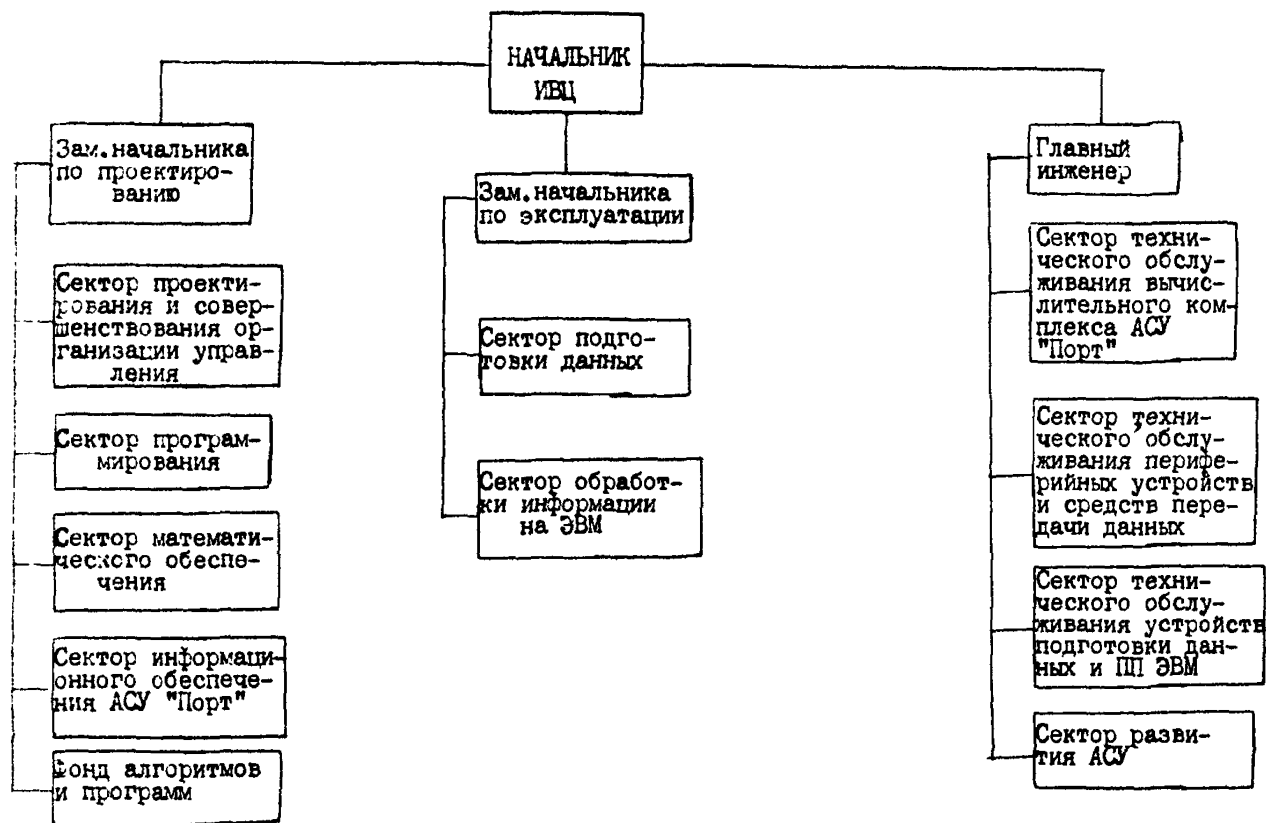 НАЧАЛЬНИК
ИВЦ
Зам.начальника
по проектиро-
ванию
Сектор проекти-
рования и совер-
шенствования ор-
ганизации управ-
ления
Сектор програм-
мирования
Сектор математи-
ческого обеспе-
чения
Сектор информаци-
онного обеспече-
ния АСУ "Порт"
Фонд алгоритмов
и программ
Зам.начальника
по эксплуатации
Сектор подго-
товки данных
Сектор обработ-
ки информации
на ЭВМ
Главный
инженер
Сектор техни-
ческого обслу-
живания вычис-
лительного ком-
плекса АСУ
"Порт"
Сектор техни-
ческого обслу-
живания перифе-
рийных устройств
и средств пере-
дачи данных
Сектор техни-
ческого обслу-
живания устройств
подготовки дан-
ных и ПП ЭВМ
Сектор разви-
тия АСУ